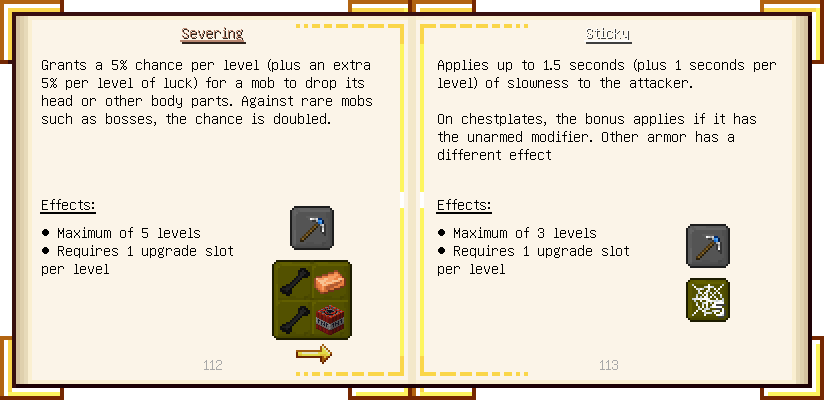 Severing
Grants a 5% chance per level (plus an extra
5% per level of luck) for a mob to drop its
head or other body parts. Against rare mobs
such as bosses, the chance is doubled.
Effects:
● Maximum of 5 levels
● Requires 1 upgrade slot
per level
112
Sticky
Applies up to 1.5 seconds (plus 1 seconds per
level) of slowness to the attacker.
On chestplates, the bonus applies if it has
the unarmed modifier. Other armor has a
different effect
Effects:
● Maximum of 3 levels
● Requires 1 upgrade slot
per level
5
113